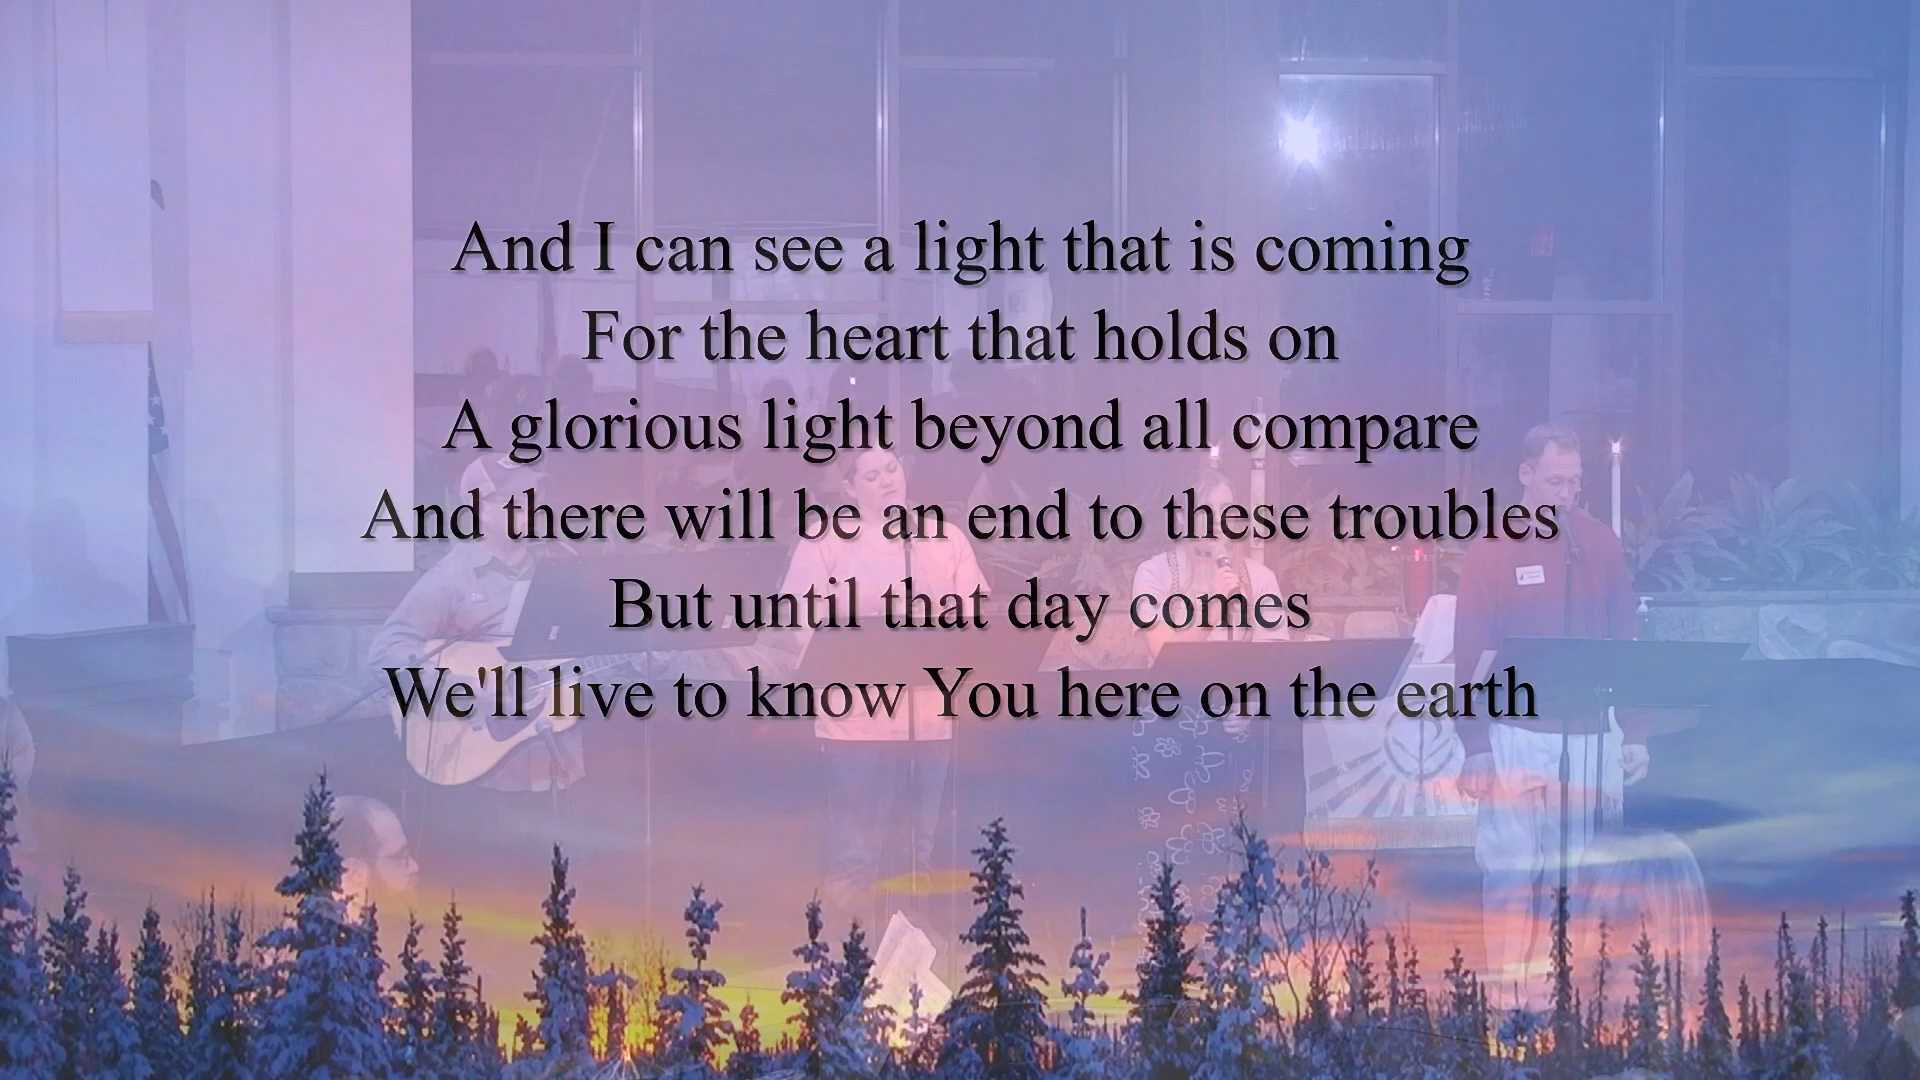 And I can see a light that is coming
For the heart that holds on
A glorious light beyond all compare
And there will be an end to these troubles
But until that day comes
We'll live to know You here on the earth